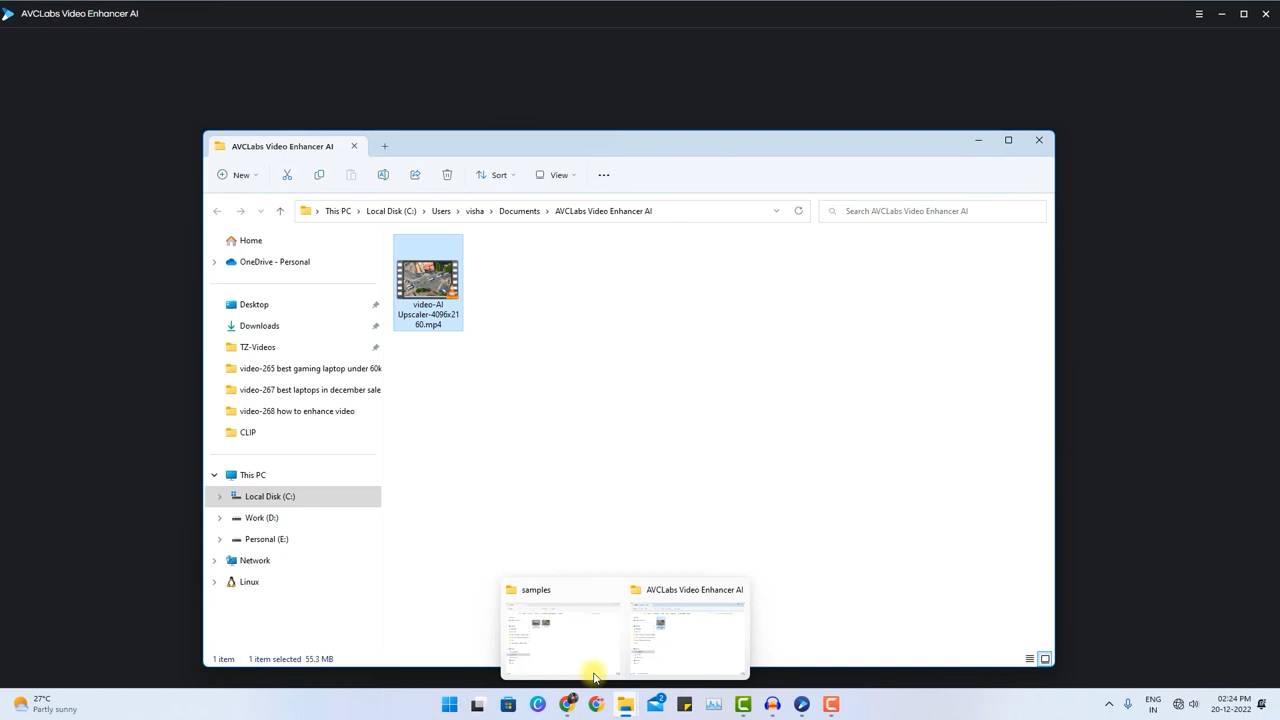 AVCLabs Video Enhancer AI
AVCLabs Video Enhancer AI
New
Sort
View
This PC
Local Disk (C:)
Users
visha
Documents
AVCLabs Video Enhancer AI
Search AVCLabs Video Enhancer AI
Home
OneDrive - Personal
Desktop
Downloads
TZ-Videos
video-265 best gaming laptop under 60k
video-267 best laptops in december sale
video-268 how to enhance video
CLIP
This PC
Local Disk (C:)
Work (D:)
Personal (E:)
Network
Linux
video-AI
Upscaler-4096x21
60.mp4
samples
AVCLabs Video Enhancer AI
1 item
1 item selected 55.3 MB
27°C
Partly sunny
2
ENG
IN
02:24 PM
20-12-2022